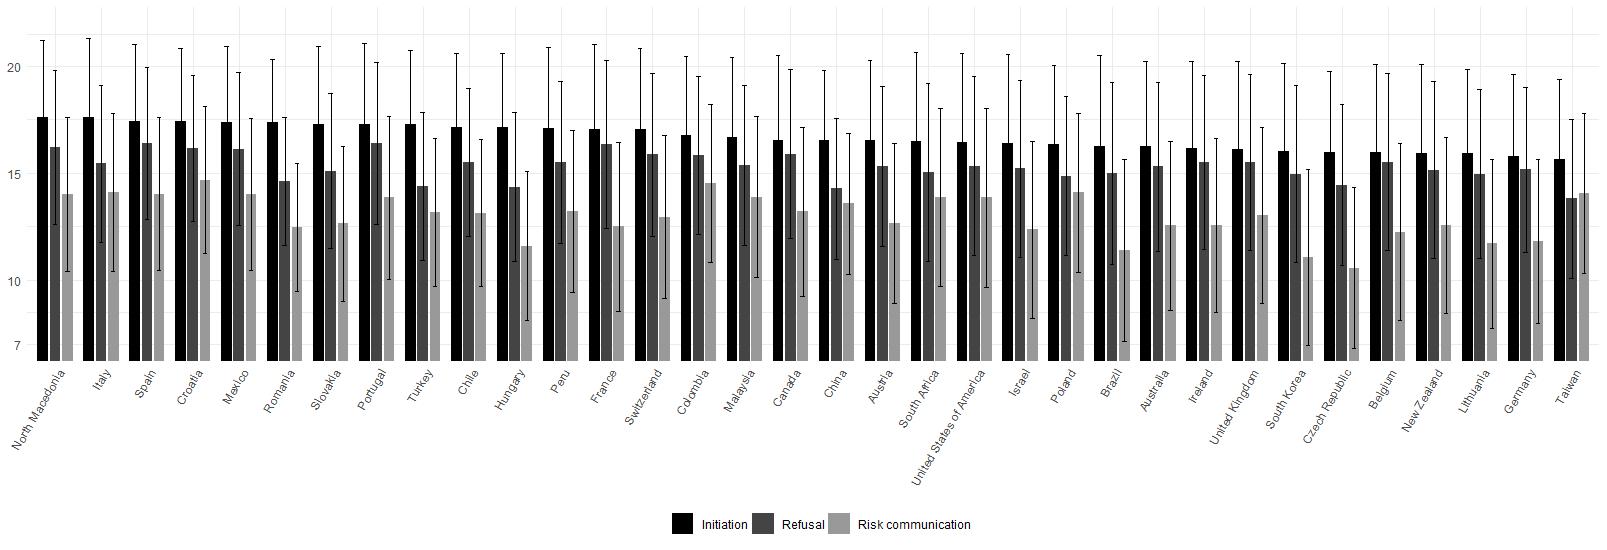 20
15
10
7
North Macedonia
Italy
Spain
Croatia
Mexico
Romania
Slovakia
Portugal
Turkey
Chile
Hungary
Peru
France
Switzerland
Colombia
Malaysia
Canada
China
Austria
South Africa
United States of America
Israel
Poland
Brazil
Australia
Ireland
United Kingdom
South Korea
Czech Republic
Belgium
New Zealand
Lithuania
Germany
Taiwan
Initiation Refusal Risk communication